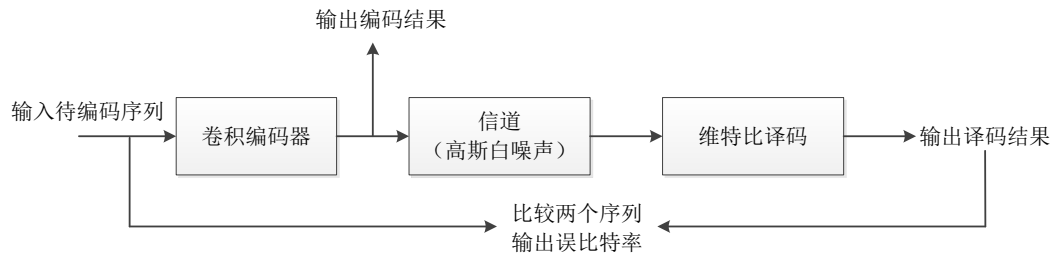 输出编码结果
输入待编码序列
卷积编码器
信道
（高斯白噪声）
维特比译码
输出译码结果
比较两个序列
输出误比特率